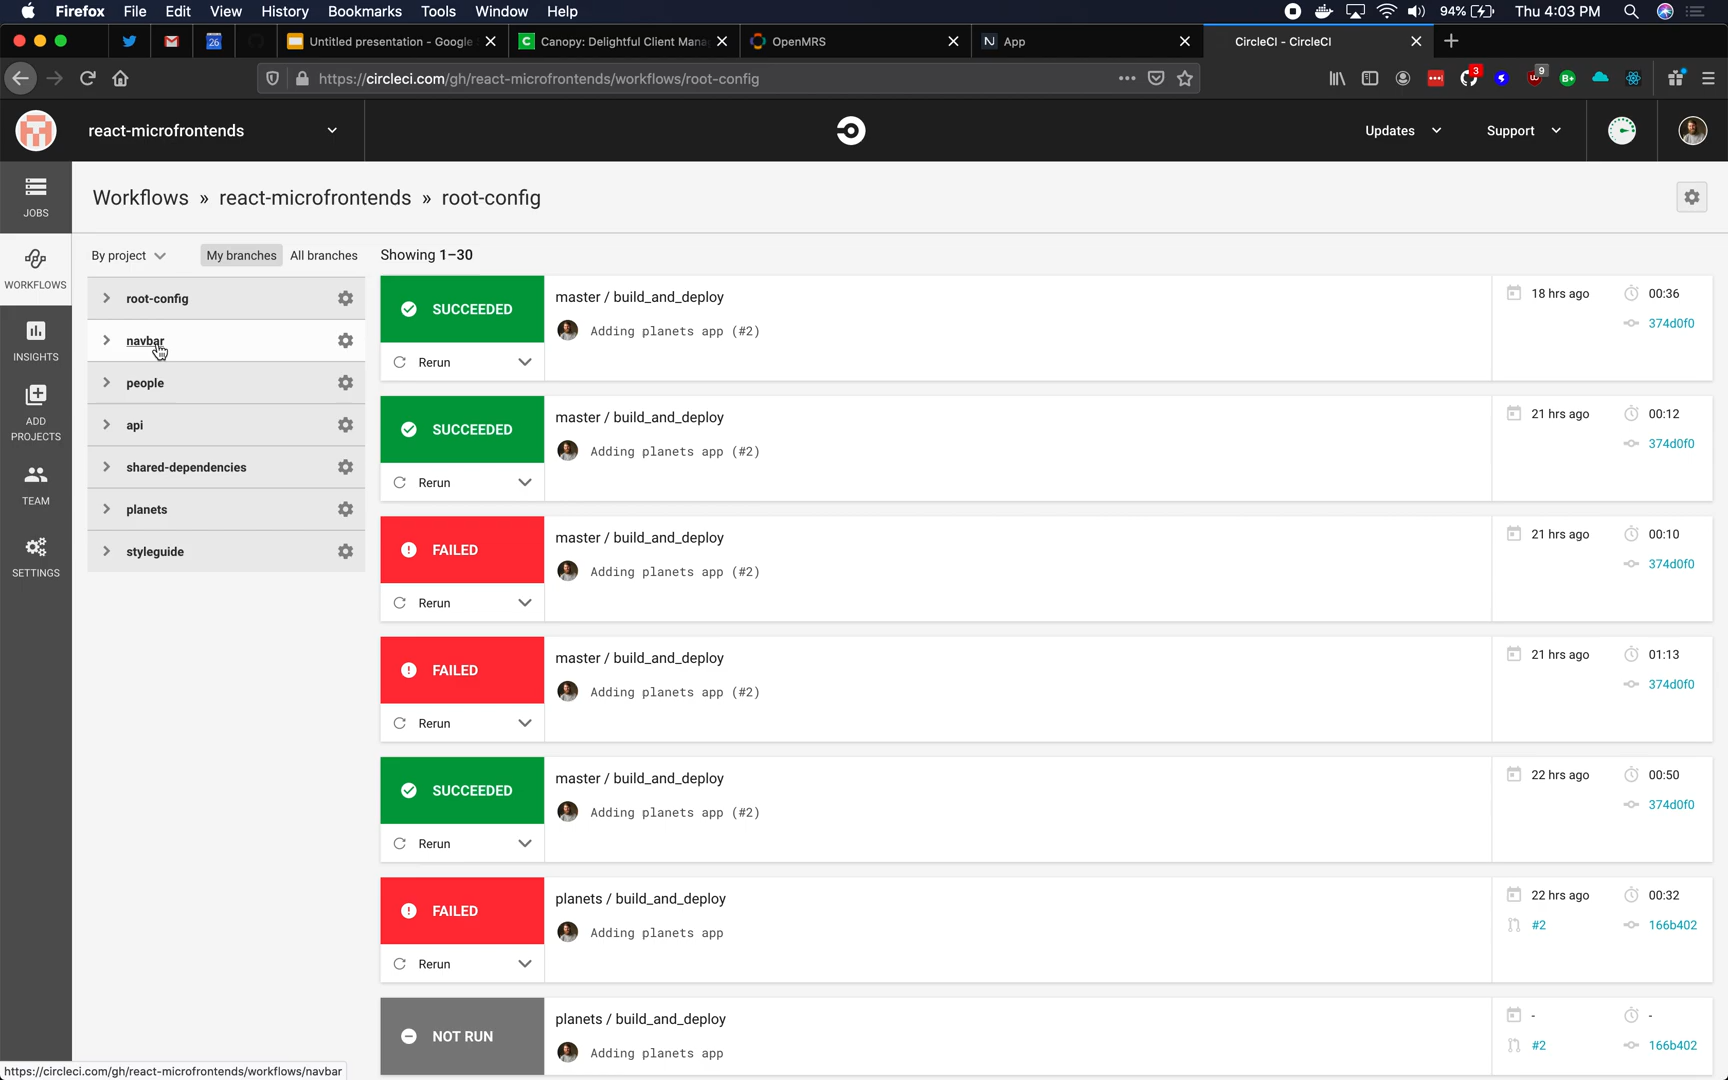 Firefox File Edit View History Bookmarks Tools Window Help 94% Thu 4:03 PM
26 Untitled presentation - Google Canopy: Delightful Client Mana OpenMRS App CircleCI - CircleCI
https://circleci.com/gh/react-microfrontends/workflows/root-config 3 9 B+
react-microfrontends Updates Support
Workflows » react-microfrontends » root-config
JOBS
WORKFLOWS
INSIGHTS
ADD
PROJECTS
TEAM
SETTINGS
By project My branches All branches
root-config
navbar
people
api
shared-dependencies
planets
styleguide
Showing 1–30
SUCCEEDED master / build_and_deploy 18 hrs ago 00:36
Adding planets app (#2) 374d0f0
Rerun
SUCCEEDED master / build_and_deploy 21 hrs ago 00:12
Adding planets app (#2) 374d0f0
Rerun
FAILED master / build_and_deploy 21 hrs ago 00:10
Adding planets app (#2) 374d0f0
Rerun
FAILED master / build_and_deploy 21 hrs ago 01:13
Adding planets app (#2) 374d0f0
Rerun
SUCCEEDED master / build_and_deploy 22 hrs ago 00:50
Adding planets app (#2) 374d0f0
Rerun
FAILED planets / build_and_deploy 22 hrs ago 00:32
Adding planets app #2 166b402
Rerun
NOT RUN planets / build_and_deploy - -
Adding planets app #2 166b402
https://circleci.com/gh/react-microfrontends/workflows/navbar